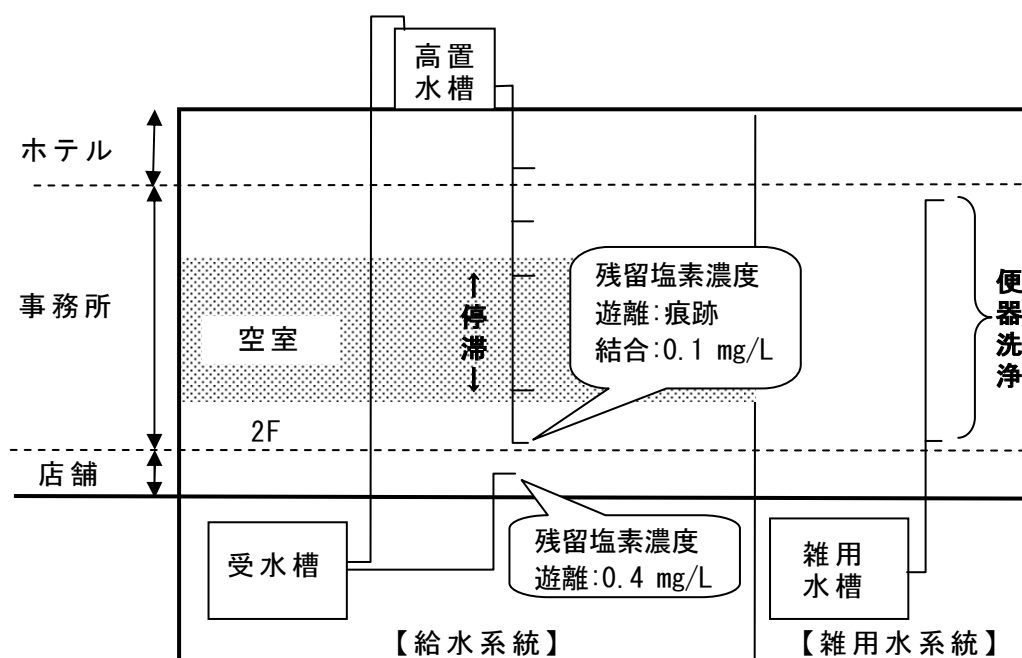 高置
水槽
ホテル
事務所
空室
↑停滞↓
残留塩素濃度
遊離:痕跡
結合:0.1 mg/L
便器洗浄
2F
店舗
受水槽
残留塩素濃度
遊離:0.4 mg/L
雑用
水槽
【給水系統】
【雑用水系統】